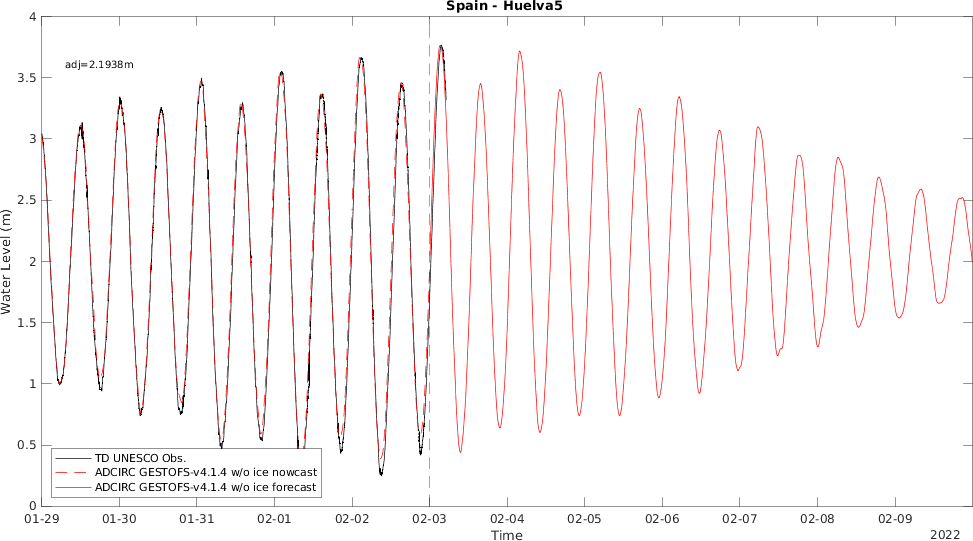 Spain - Huelva5
adj=2.1938m
4
3.5
3
2.5
2
1.5
1
0.5
0
Water Level (m)
TD UNESCO Obs.
ADCIRC GESTOFS-v4.1.4 w/o ice nowcast
ADCIRC GESTOFS-v4.1.4 w/o ice forecast
01-29 01-30 01-31 02-01 02-02 02-03 02-04 02-05 02-06 02-07 02-08 02-09
Time
2022